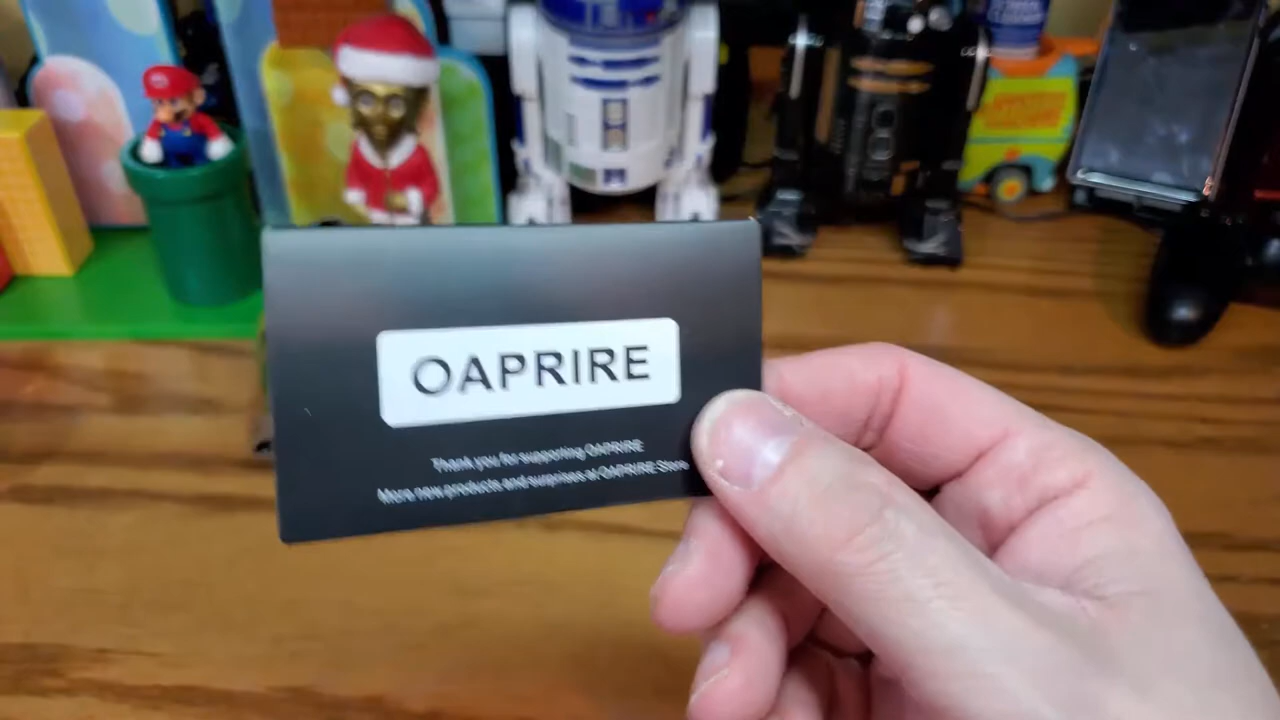 OAPRIRE
Thank you for supporting OAPRIRE
More new products and surprises at OAPRIRE Store